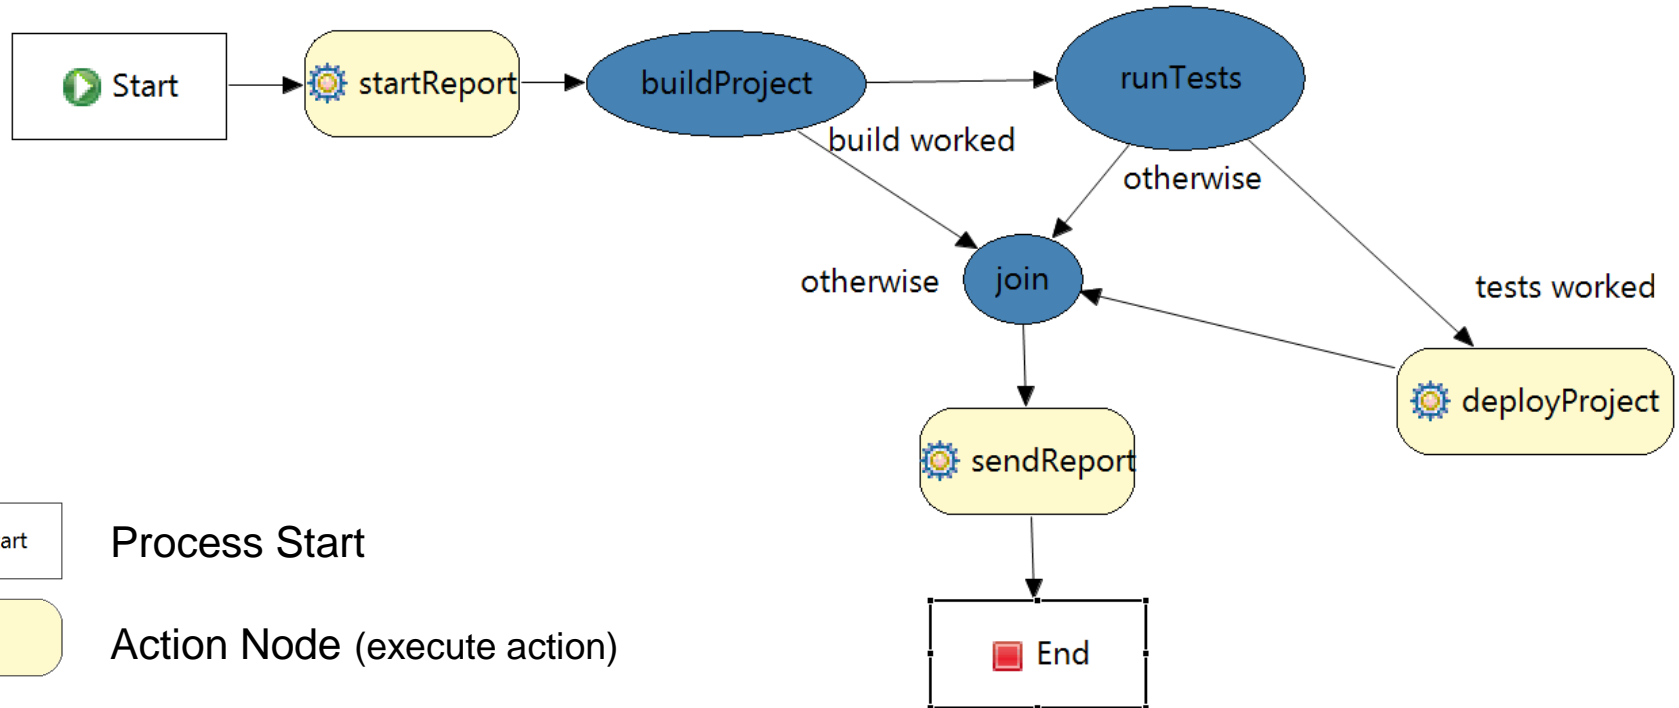 Start
startReport
buildProject
runTests
build worked
otherwise
otherwise
join
tests worked
deployProject
sendReport
art
Process Start
End
Action Node (execute action)